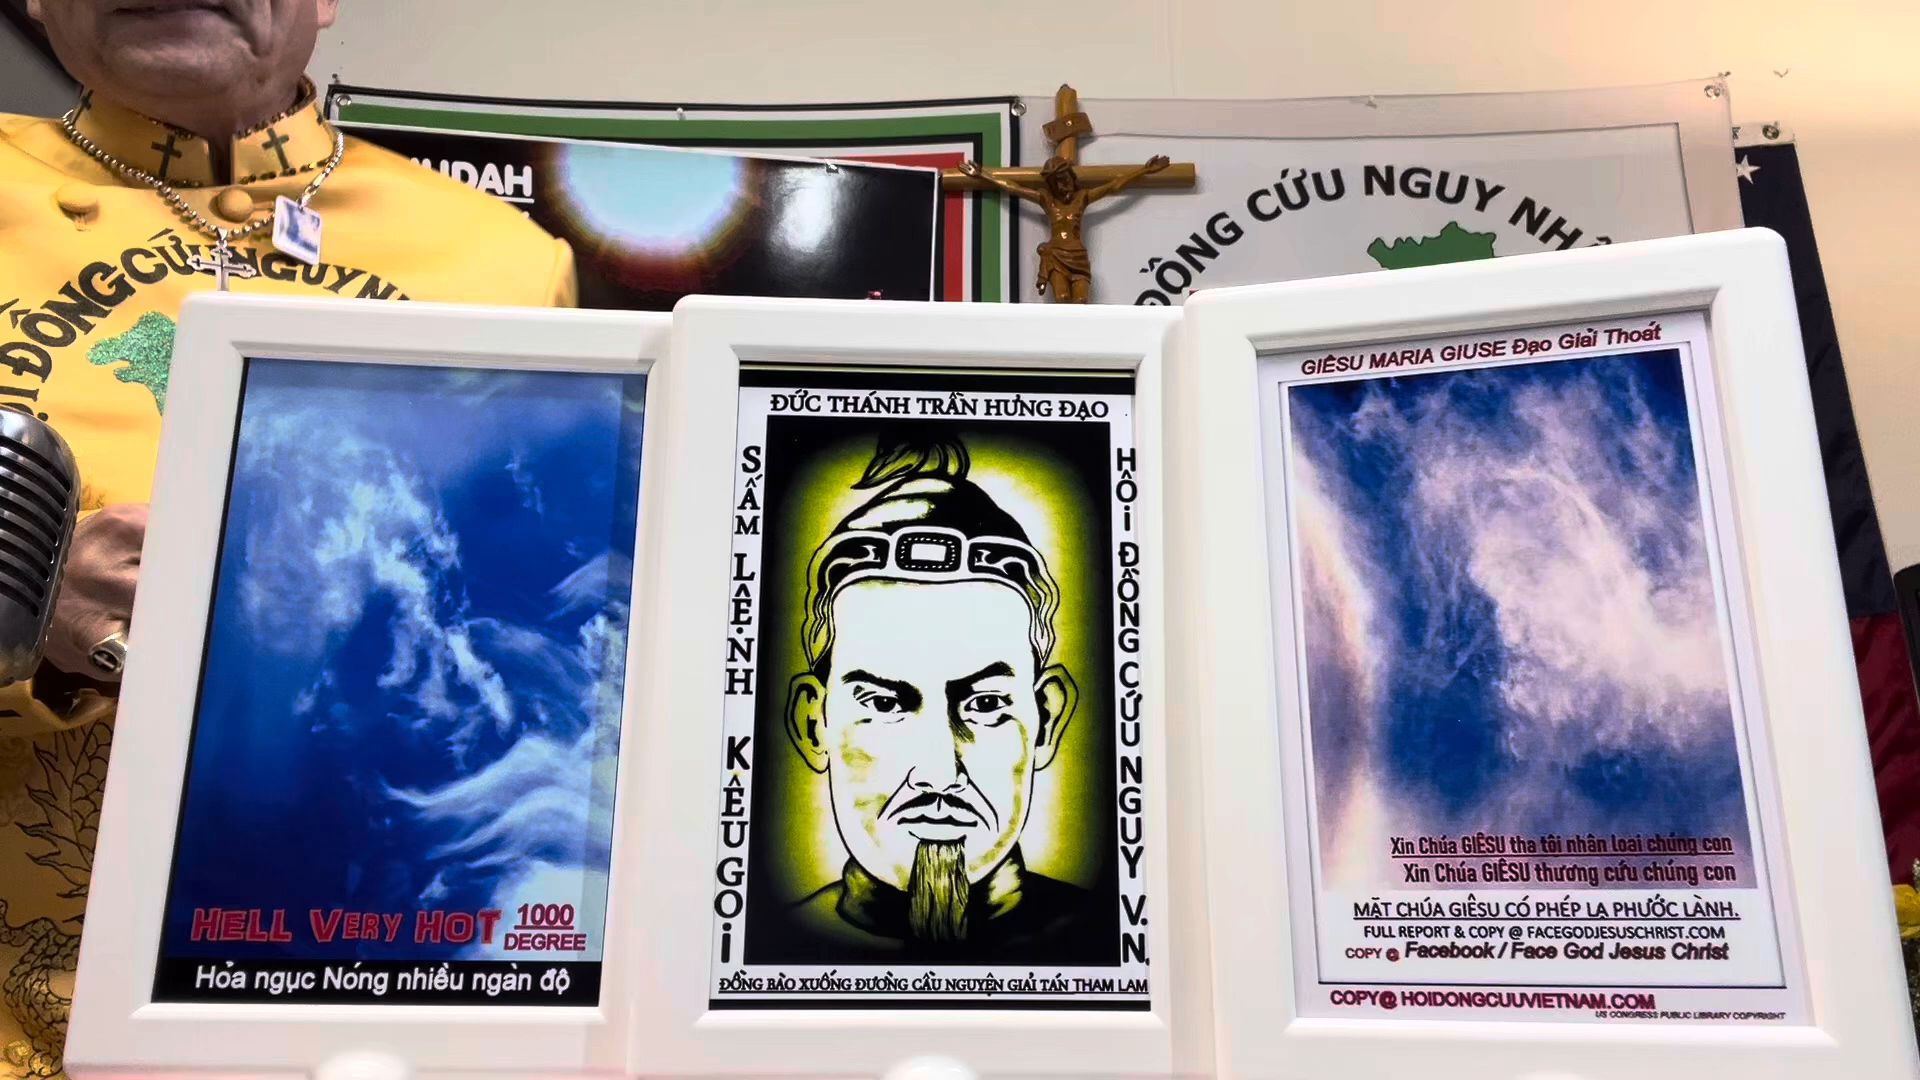 UDAH
ĐỒNG CỨU NGUY NHÂ
ĐỒNG CỨU NGUY NH
HELL VERY HOT 1000 DEGREE
Hỏa ngục Nóng nhiều ngàn độ
ĐỨC THÁNH TRẦN HƯNG ĐẠO
SẤM LỆNH KÊU GỌI
HỘI ĐỒNG CỨU NGUY V.N.
ĐỒNG BÀO XUỐNG ĐƯỜNG CẦU NGUYỆN GIẢI TÁN THAM LAM
GIÊSU MARIA GIUSE Đạo Giải Thoát
Xin Chúa GIÊSU tha tội nhân loại chúng con
Xin Chúa GIÊSU thương cứu chúng con
MẶT CHÚA GIÊSU CÓ PHÉP LẠ PHƯỚC LÀNH.
FULL REPORT & COPY @ FACEGODJESUSCHRIST.COM
COPY @ Facebook / Face God Jesus Christ
COPY@ HOIDONGCUUVIETNAM.COM
US CONGRESS PUBLIC LIBRARY COPYRIGHT